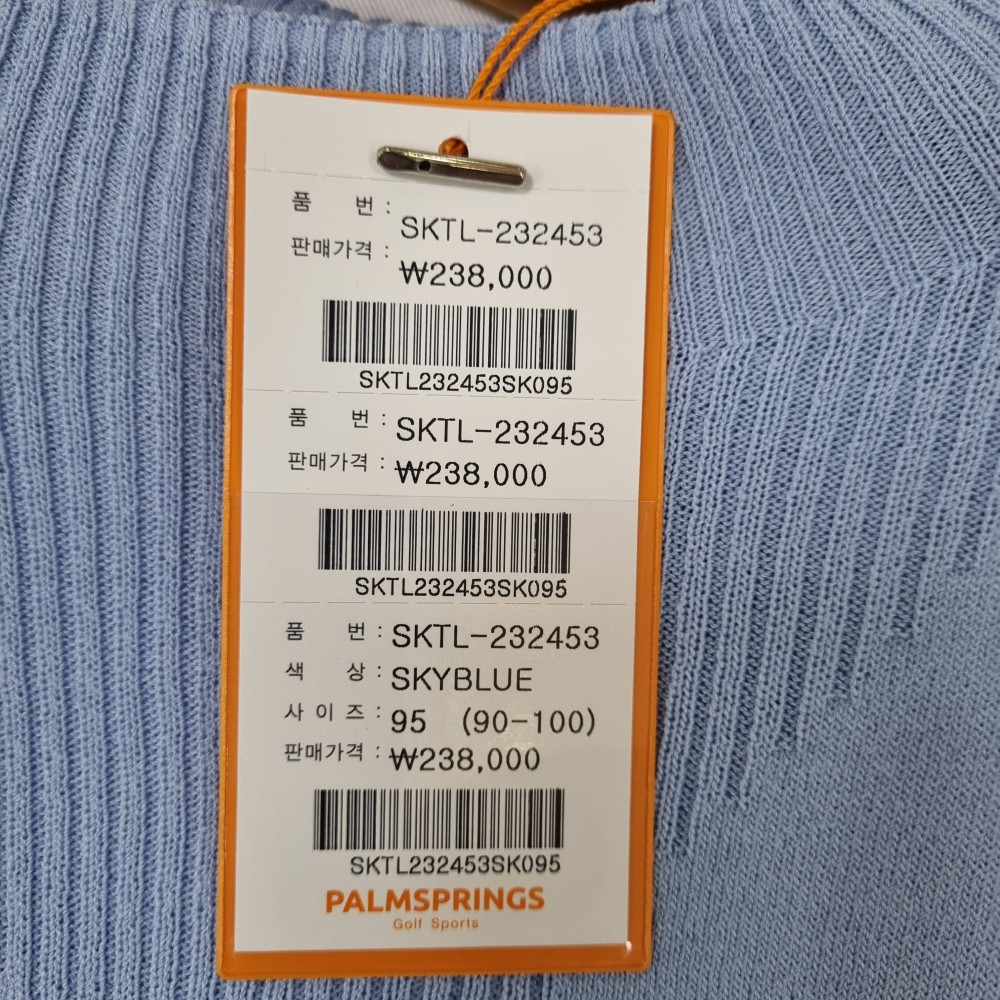 품 번 : SKTL-232453
판매가격 : ₩238,000
SKTL232453SK095
품 번 : SKTL-232453
판매가격 : ₩238,000
SKTL232453SK095
품 번 : SKTL-232453
색 상 : SKYBLUE
사 이 즈 : 95 (90-100)
판매가격 : ₩238,000
SKTL232453SK095
PALMSPRINGS
Golf Sports